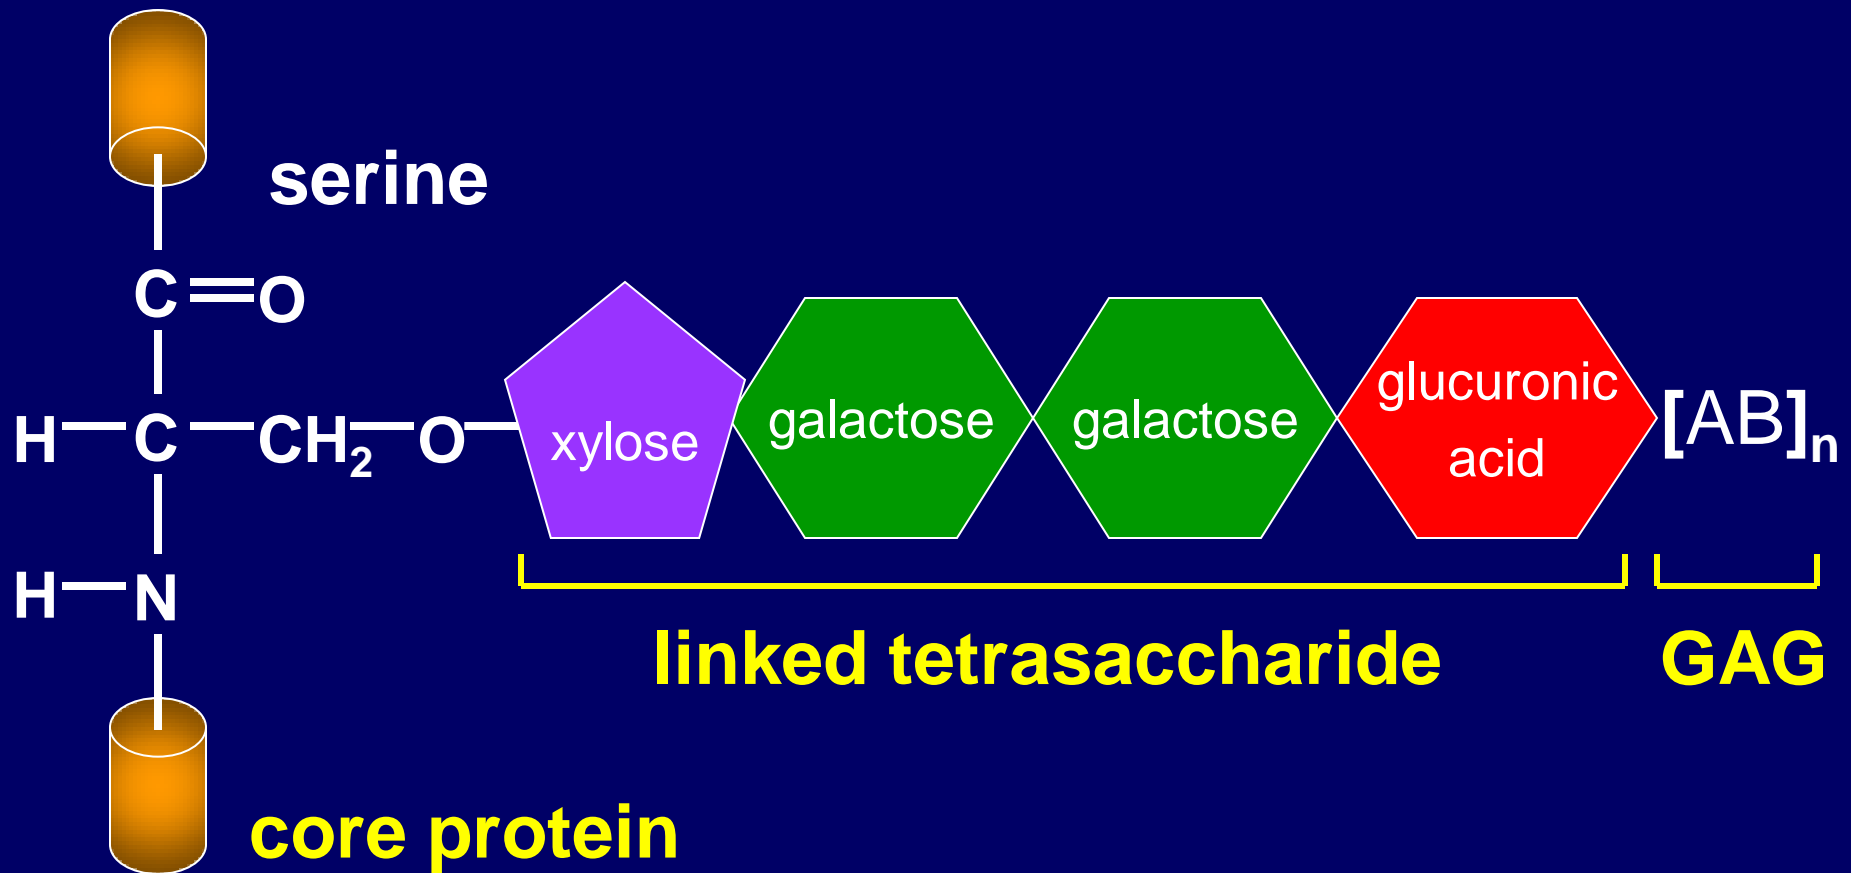 serine
C=O
H—C—CH₂—O—
xylose
galactose
galactose
glucuronic
acid
[AB]ₙ
H—N
linked tetrasaccharide
GAG
core protein